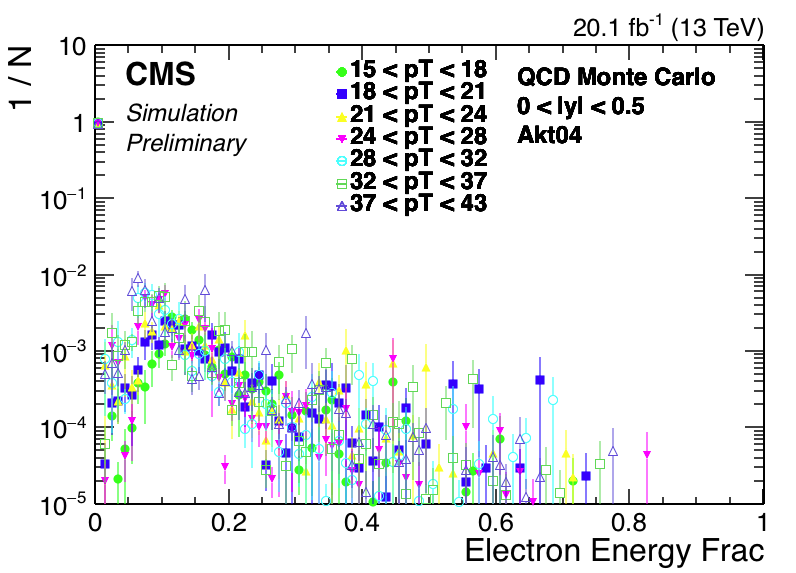 20.1 fb⁻¹ (13 TeV)
1 / N
CMS
Simulation
Preliminary
15 < pT < 18
18 < pT < 21
21 < pT < 24
24 < pT < 28
28 < pT < 32
32 < pT < 37
37 < pT < 43
QCD Monte Carlo
0 < |y| < 0.5
Akt04
10
1
10⁻¹
10⁻²
10⁻³
10⁻⁴
10⁻⁵
0 0.2 0.4 0.6 0.8 1
Electron Energy Frac